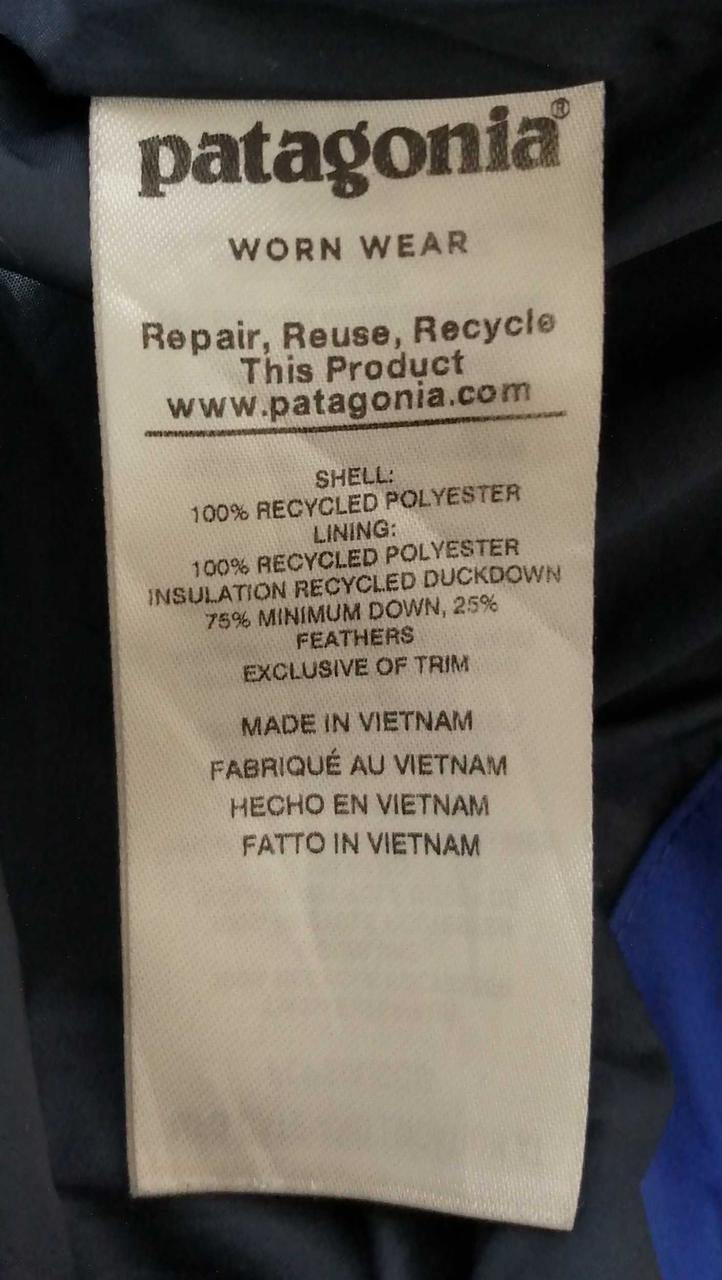 patagonia®
WORN WEAR
Repair, Reuse, Recycle
This Product
www.patagonia.com
SHELL:
100% RECYCLED POLYESTER
LINING:
100% RECYCLED POLYESTER
INSULATION RECYCLED DUCKDOWN
75% MINIMUM DOWN, 25%
FEATHERS
EXCLUSIVE OF TRIM
MADE IN VIETNAM
FABRIQUÉ AU VIETNAM
HECHO EN VIETNAM
FATTO IN VIETNAM